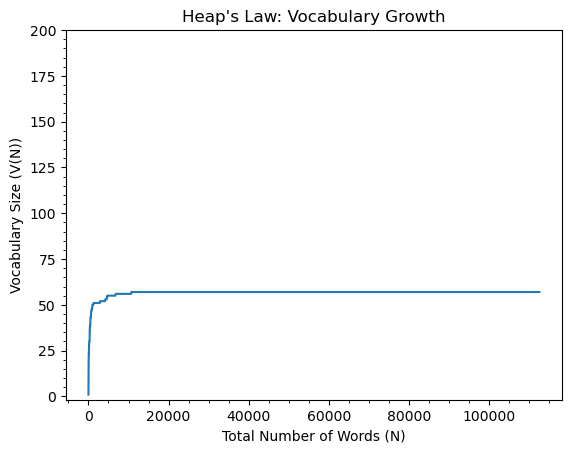 Heap's Law: Vocabulary Growth
200
175
150
125
100
75
50
25
0
Vocabulary Size (V(N))
0 20000 40000 60000 80000 100000
Total Number of Words (N)